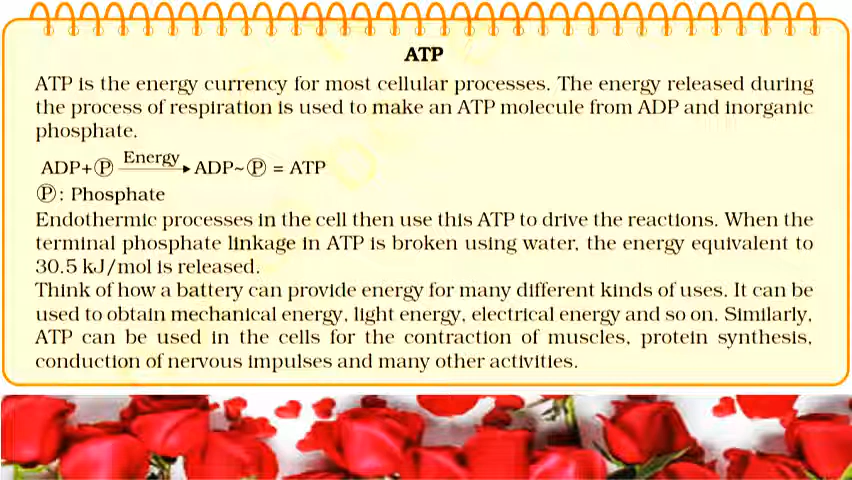 ATP
ATP is the energy currency for most cellular processes. The energy released during
the process of respiration is used to make an ATP molecule from ADP and inorganic
phosphate.
ADP+Ⓟ Energy→ ADP~Ⓟ = ATP
Ⓟ: Phosphate
Endothermic processes in the cell then use this ATP to drive the reactions. When the
terminal phosphate linkage in ATP is broken using water, the energy equivalent to
30.5 kJ/mol is released.
Think of how a battery can provide energy for many different kinds of uses. It can be
used to obtain mechanical energy, light energy, electrical energy and so on. Similarly,
ATP can be used in the cells for the contraction of muscles, protein synthesis,
conduction of nervous impulses and many other activities.